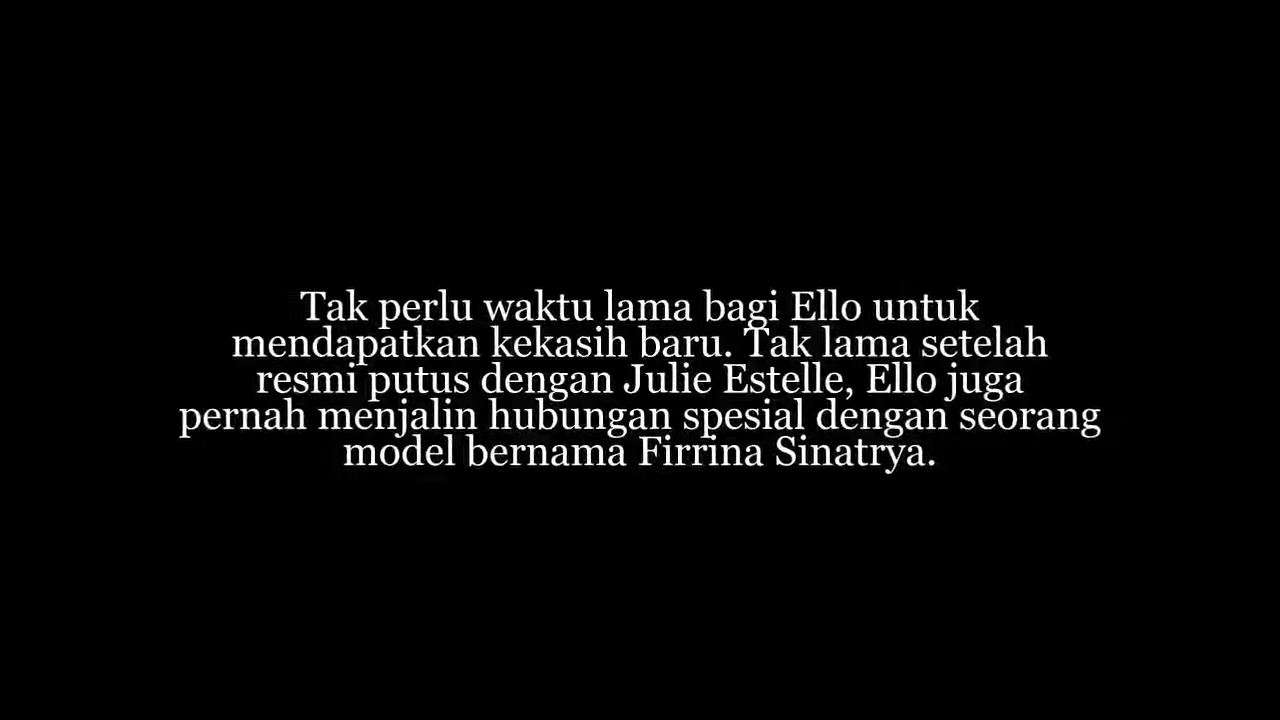 Tak perlu waktu lama bagi Ello untuk
mendapatkan kekasih baru. Tak lama setelah
resmi putus dengan Julie Estelle, Ello juga
pernah menjalin hubungan spesial dengan seorang
model bernama Firrina Sinatrya.